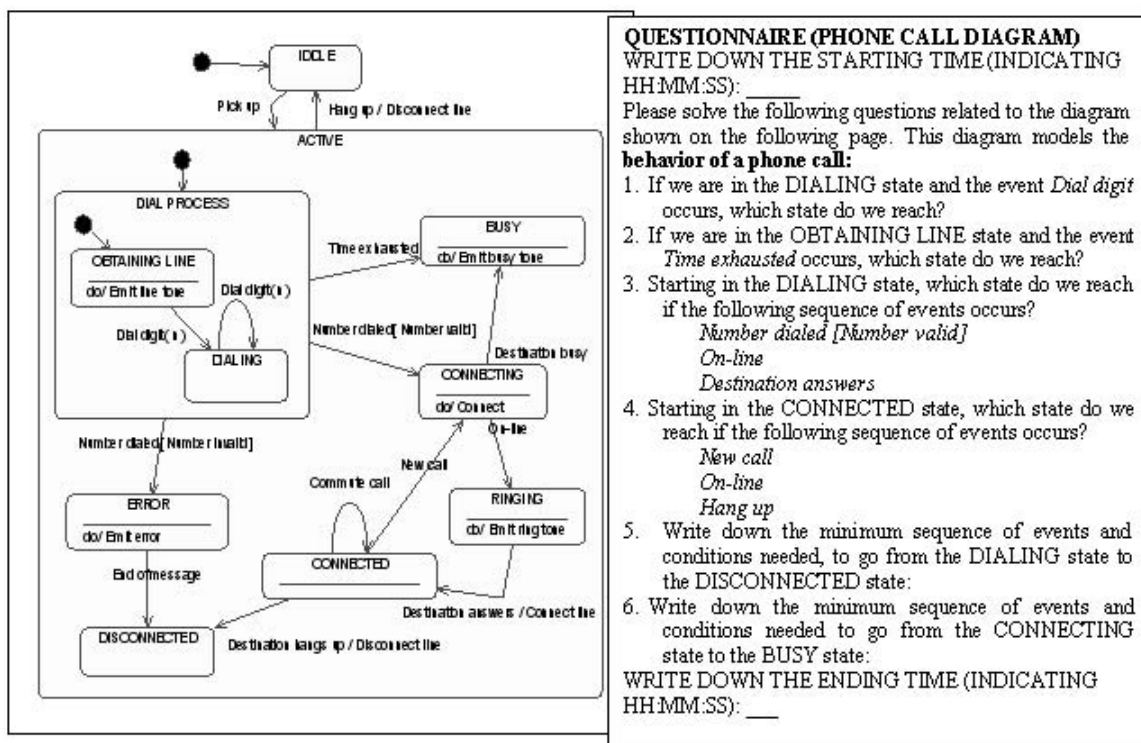 IDCLE
Pick up
Hang up / Disconnect line
ACTIVE
DIAL PROCESS
OBTAINING LINE
do/ Emit line tone
Dial digit( n )
Dial digit( n )
DIALING
Time exhausted
BUSY
do/ Emit busy tone
Number dialed[ Number valid ]
Destination busy
CONNECTING
do/ Connect
On-line
Number dialed[ Number invalid ]
New call
Commute call
ERROR
do/ Emit error
RINGING
do/ Emit ring tone
CONNECTED
End of message
Destination answers / Connect line
DISCONNECTED
Destination hangs up / Disconnect line
QUESTIONNAIRE (PHONE CALL DIAGRAM)
WRITE DOWN THE STARTING TIME (INDICATING
HH:MM:SS): _____
Please solve the following questions related to the diagram
shown on the following page. This diagram models the
behavior of a phone call:
1. If we are in the DIALING state and the event Dial digit
occurs, which state do we reach?
2. If we are in the OBTAINING LINE state and the event
Time exhausted occurs, which state do we reach?
3. Starting in the DIALING state, which state do we reach
if the following sequence of events occurs?
Number dialed [Number valid]
On-line
Destination answers
4. Starting in the CONNECTED state, which state do we
reach if the following sequence of events occurs?
New call
On-line
Hang up
5. Write down the minimum sequence of events and
conditions needed, to go from the DIALING state to
the DISCONNECTED state:
6. Write down the minimum sequence of events and
conditions needed to go from the CONNECTING
state to the BUSY state:
WRITE DOWN THE ENDING TIME (INDICATING
HH:MM:SS): ___